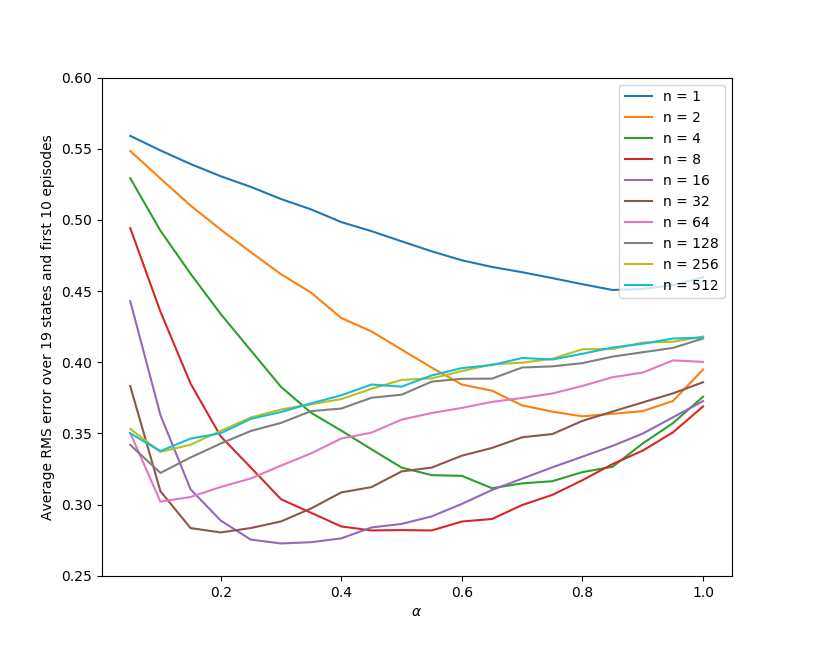 0.60
0.55
0.50
0.45
0.40
0.35
0.30
0.25
Average RMS error over 19 states and first 10 episodes
n = 1
n = 2
n = 4
n = 8
n = 16
n = 32
n = 64
n = 128
n = 256
n = 512
0.2 0.4 0.6 0.8 1.0
α